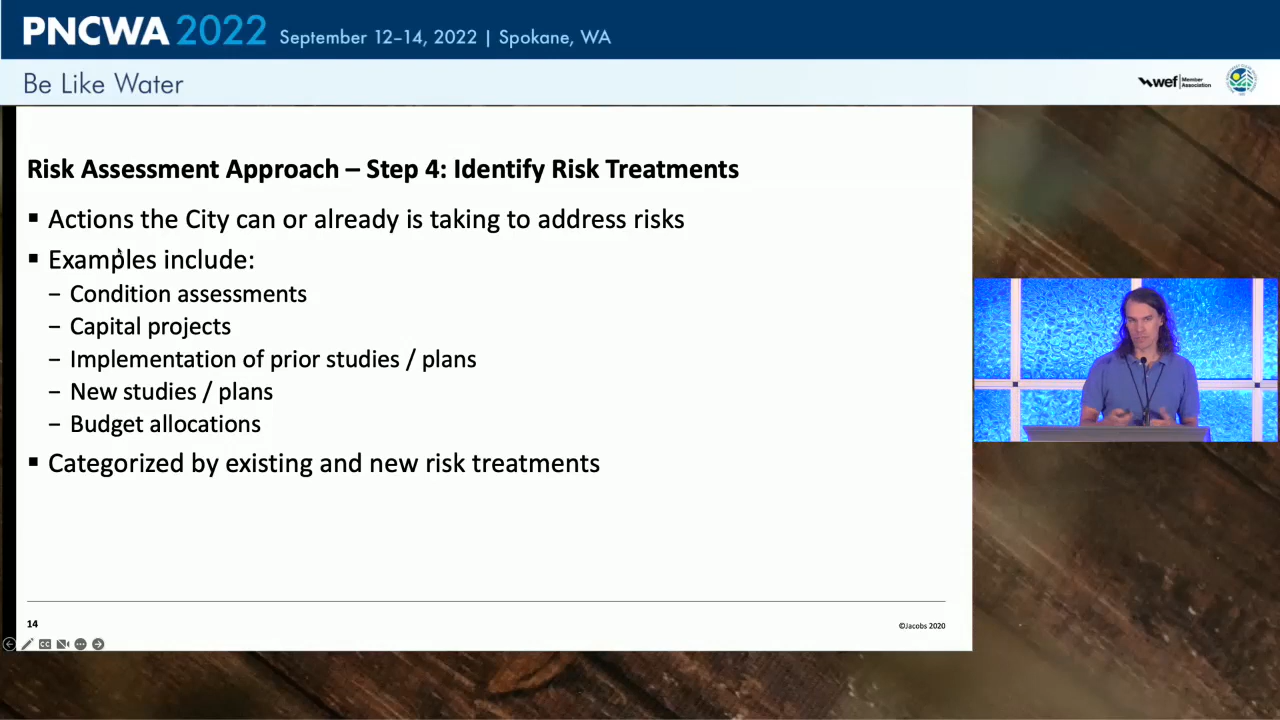 PNCWA 2022 September 12–14, 2022 | Spokane, WA
Be Like Water
wef Member Association
Risk Assessment Approach – Step 4: Identify Risk Treatments
▪ Actions the City can or already is taking to address risks
▪ Examples include:
– Condition assessments
– Capital projects
– Implementation of prior studies / plans
– New studies / plans
– Budget allocations
▪ Categorized by existing and new risk treatments
14
©Jacobs 2020
CC